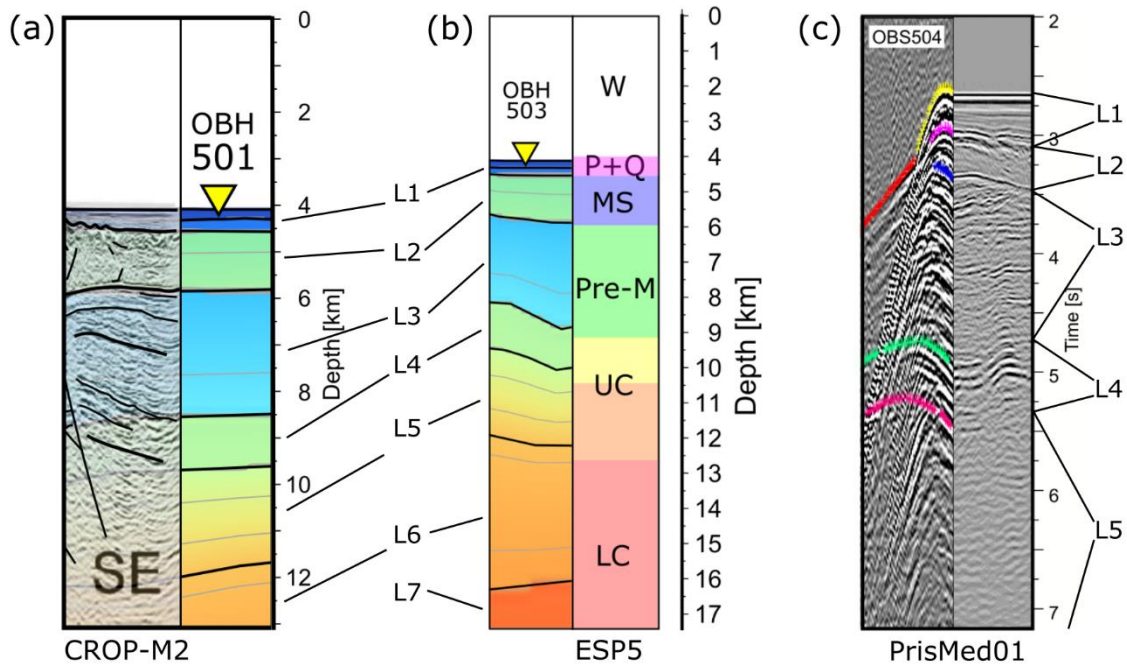 (a)
0
2
4
6
8
10
12
Depth [km]
OBH
501
SE
CROP-M2
L1
L2
L3
L4
L5
L6
L7
(b)
OBH
503
W
P+Q
MS
Pre-M
UC
LC
0
1
2
3
4
5
6
7
8
9
10
11
12
13
14
15
16
17
Depth [km]
ESP5
(c)
OBS504
2
3
4
5
6
7
Time [s]
L1
L2
L3
L4
L5
PrisMed01